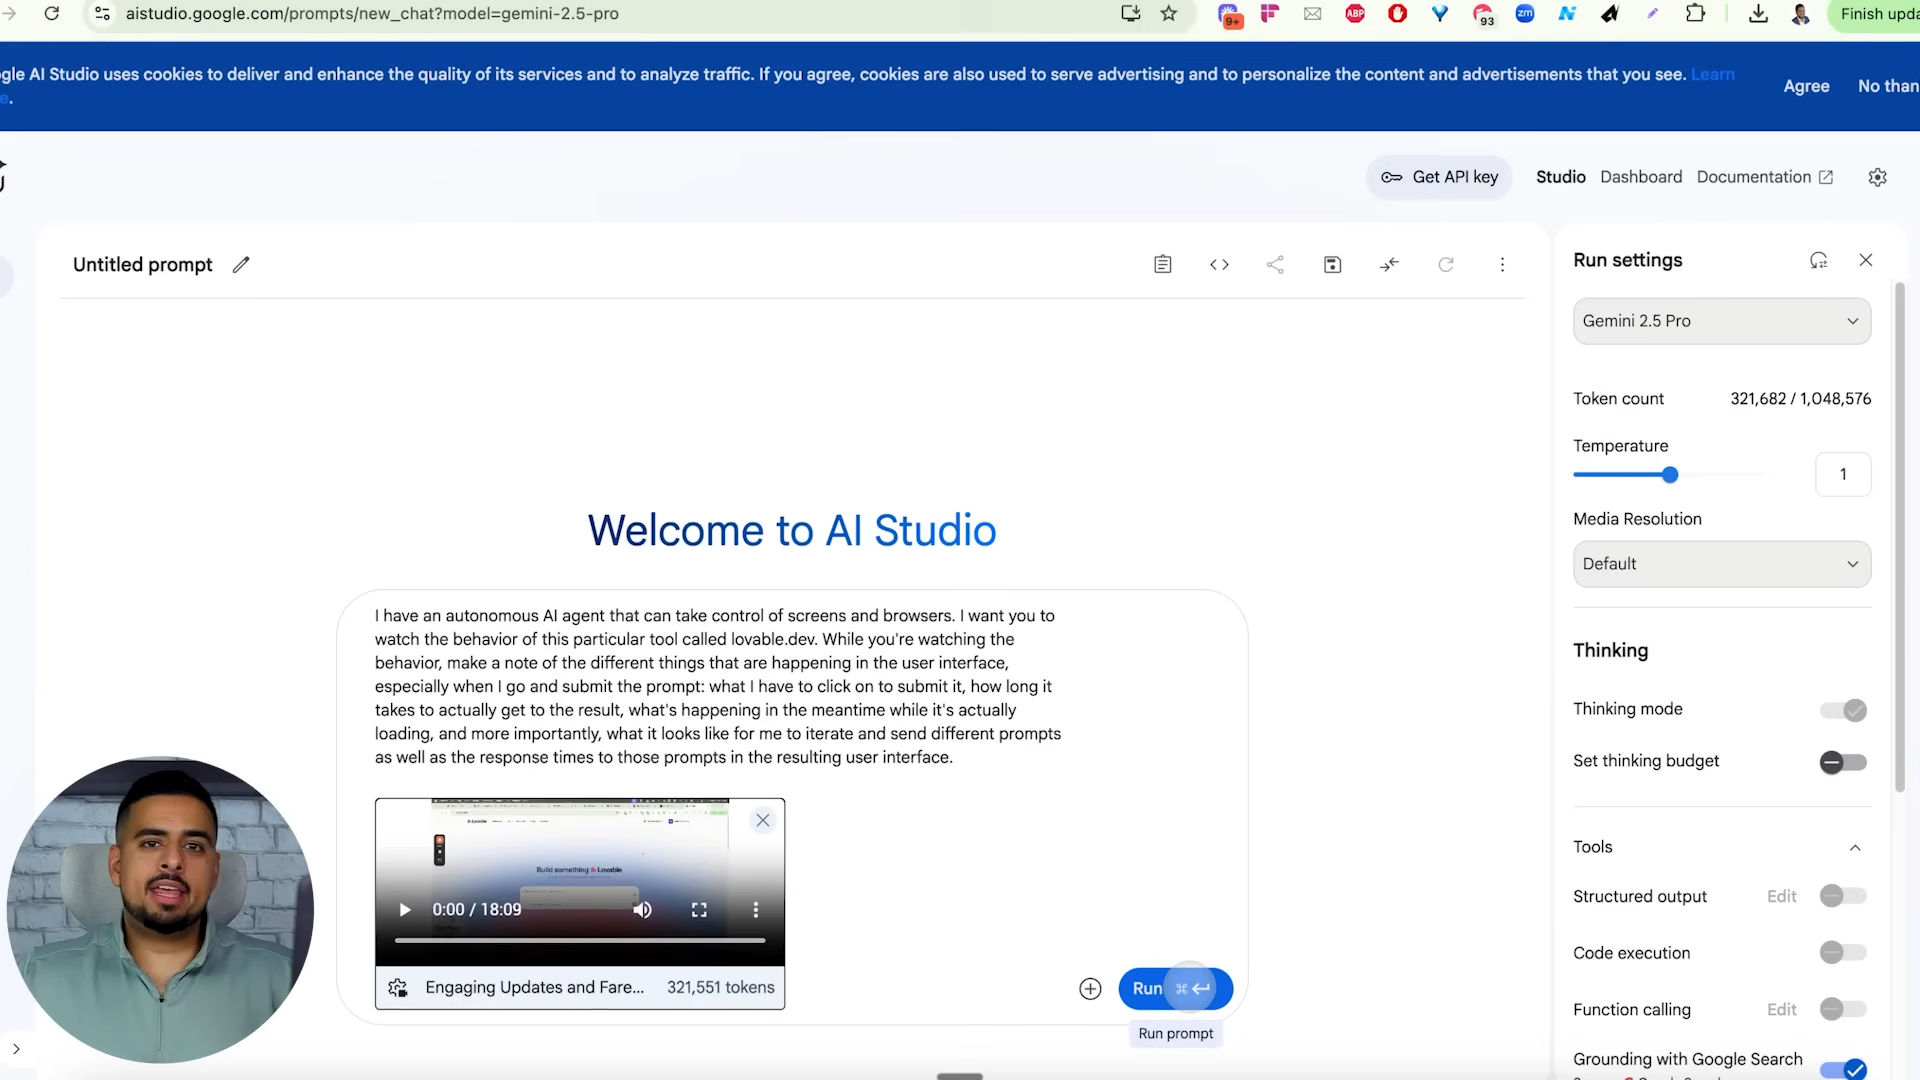 aistudio.google.com/prompts/new_chat?model=gemini-2.5-pro
9+
ABP
93
zm
Finish upda
gle AI Studio uses cookies to deliver and enhance the quality of its services and to analyze traffic. If you agree, cookies are also used to serve advertising and to personalize the content and advertisements that you see. Learn
e.
Agree
No than
Get API key
Studio
Dashboard
Documentation
Untitled prompt
Run settings
Gemini 2.5 Pro
Token count
321,682 / 1,048,576
Temperature
1
Media Resolution
Default
Welcome to AI Studio
I have an autonomous AI agent that can take control of screens and browsers. I want you to
watch the behavior of this particular tool called lovable.dev. While you're watching the
behavior, make a note of the different things that are happening in the user interface,
especially when I go and submit the prompt: what I have to click on to submit it, how long it
takes to actually get to the result, what's happening in the meantime while it's actually
loading, and more importantly, what it looks like for me to iterate and send different prompts
as well as the response times to those prompts in the resulting user interface.
Thinking
Thinking mode
Set thinking budget
Build something Lovable
0:00 / 18:09
Engaging Updates and Fare...
321,551 tokens
Run ⌘
Run prompt
Tools
Structured output
Edit
Code execution
Function calling
Edit
Grounding with Google Search